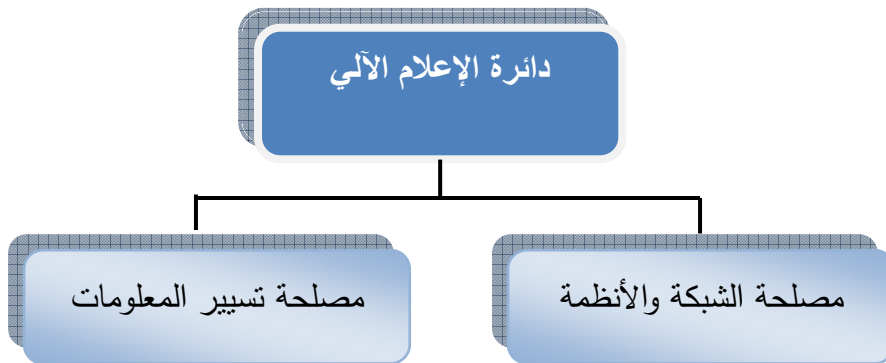 دائرة الإعلام الآلي
مصلحة الشبكة والأنظمة
مصلحة تسيير المعلومات